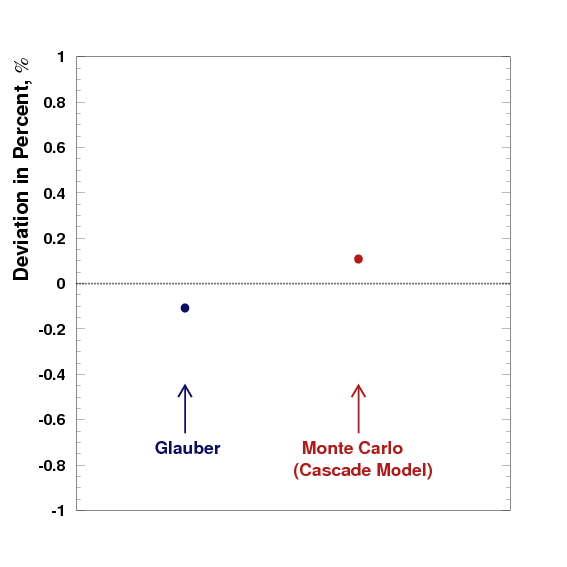 Deviation in Percent, %
1
0.8
0.6
0.4
0.2
0
-0.2
-0.4
-0.6
-0.8
-1
Glauber
Monte Carlo
(Cascade Model)